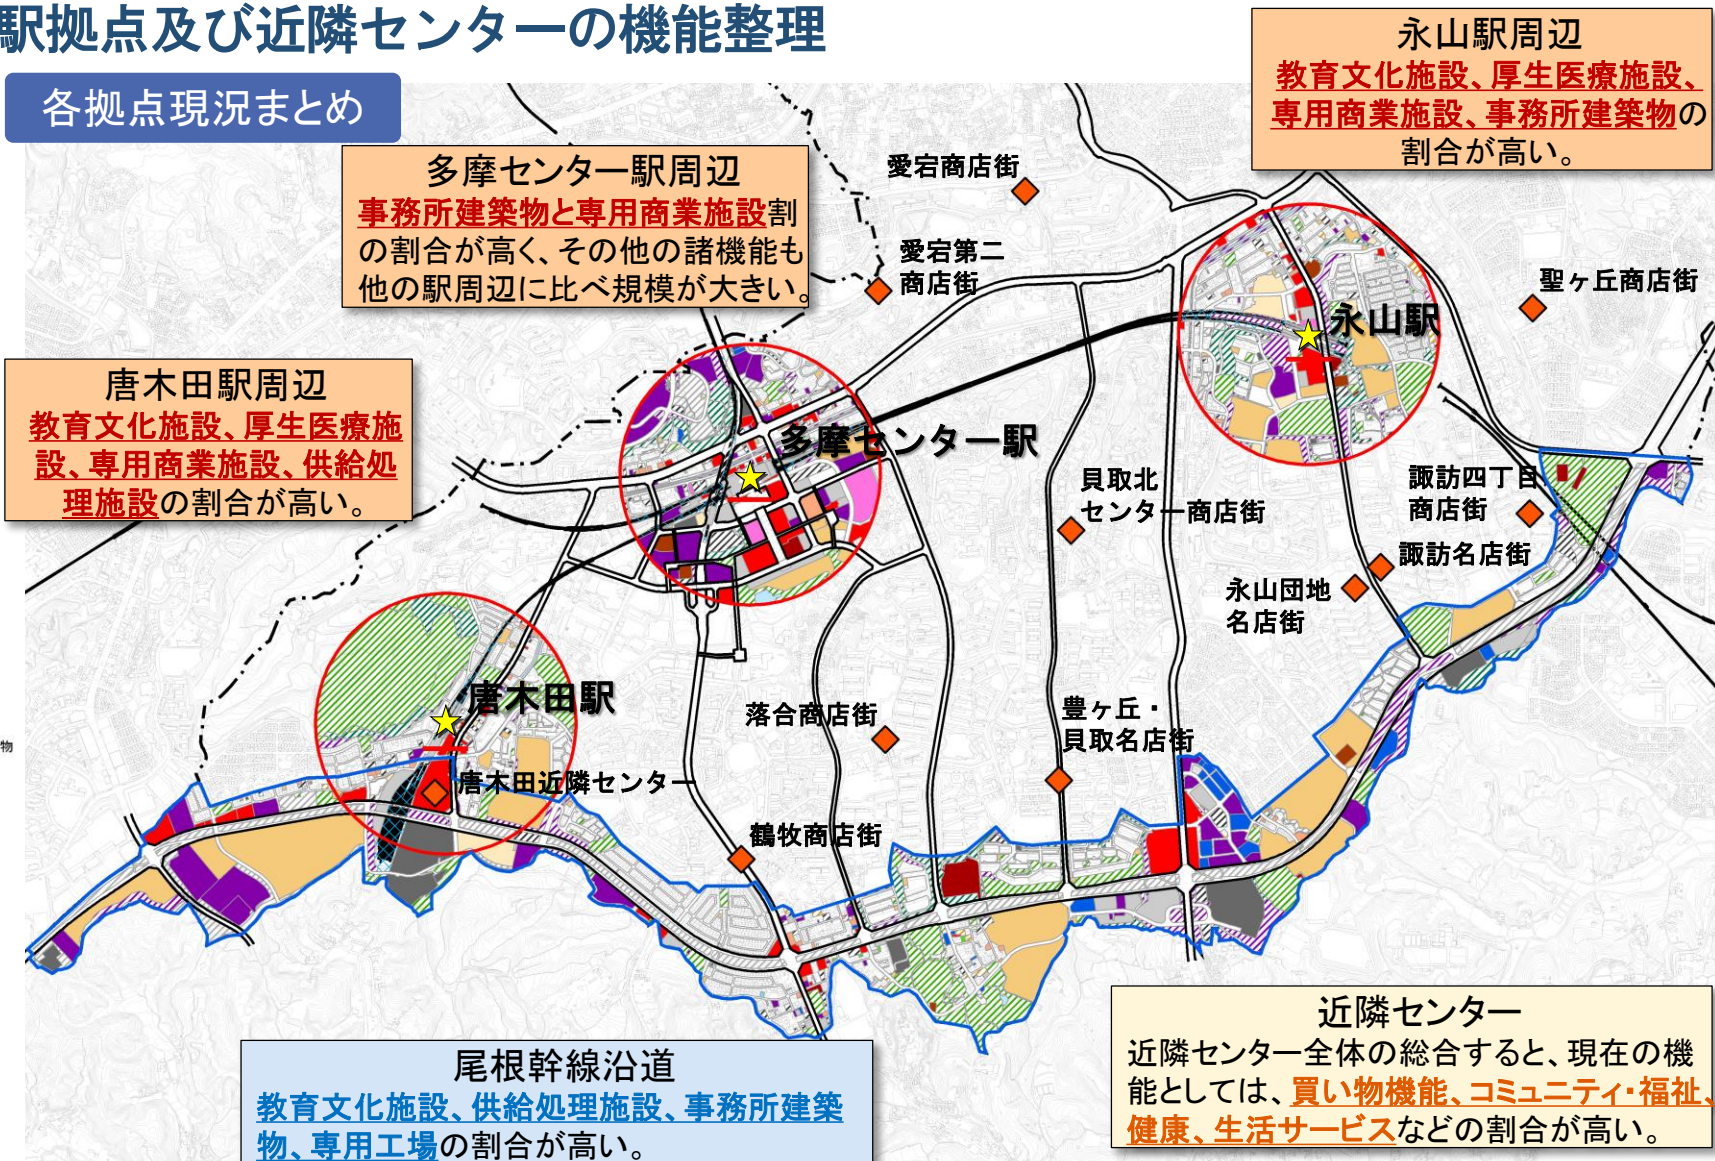 駅拠点及び近隣センターの機能整理
各拠点現況まとめ
永山駅周辺
教育文化施設、厚生医療施設、
専用商業施設、事務所建築物の
割合が高い。
多摩センター駅周辺
事務所建築物と専用商業施設割
の割合が高く、その他の諸機能も
他の駅周辺に比べ規模が大きい。
愛宕商店街
愛宕第二
商店街
聖ヶ丘商店街
永山駅
唐木田駅周辺
教育文化施設、厚生医療施
設、専用商業施設、供給処
理施設の割合が高い。
多摩センター駅
貝取北
センター商店街
諏訪四丁目
商店街
諏訪名店街
永山団地
名店街
唐木田駅
落合商店街
豊ヶ丘・
貝取名店街
物
唐木田近隣センター
鶴牧商店街
近隣センター
近隣センター全体の総合すると、現在の機
能としては、買い物機能、コミュニティ・福祉、
健康、生活サービスなどの割合が高い。
尾根幹線沿道
教育文化施設、供給処理施設、事務所建築
物、専用工場の割合が高い。